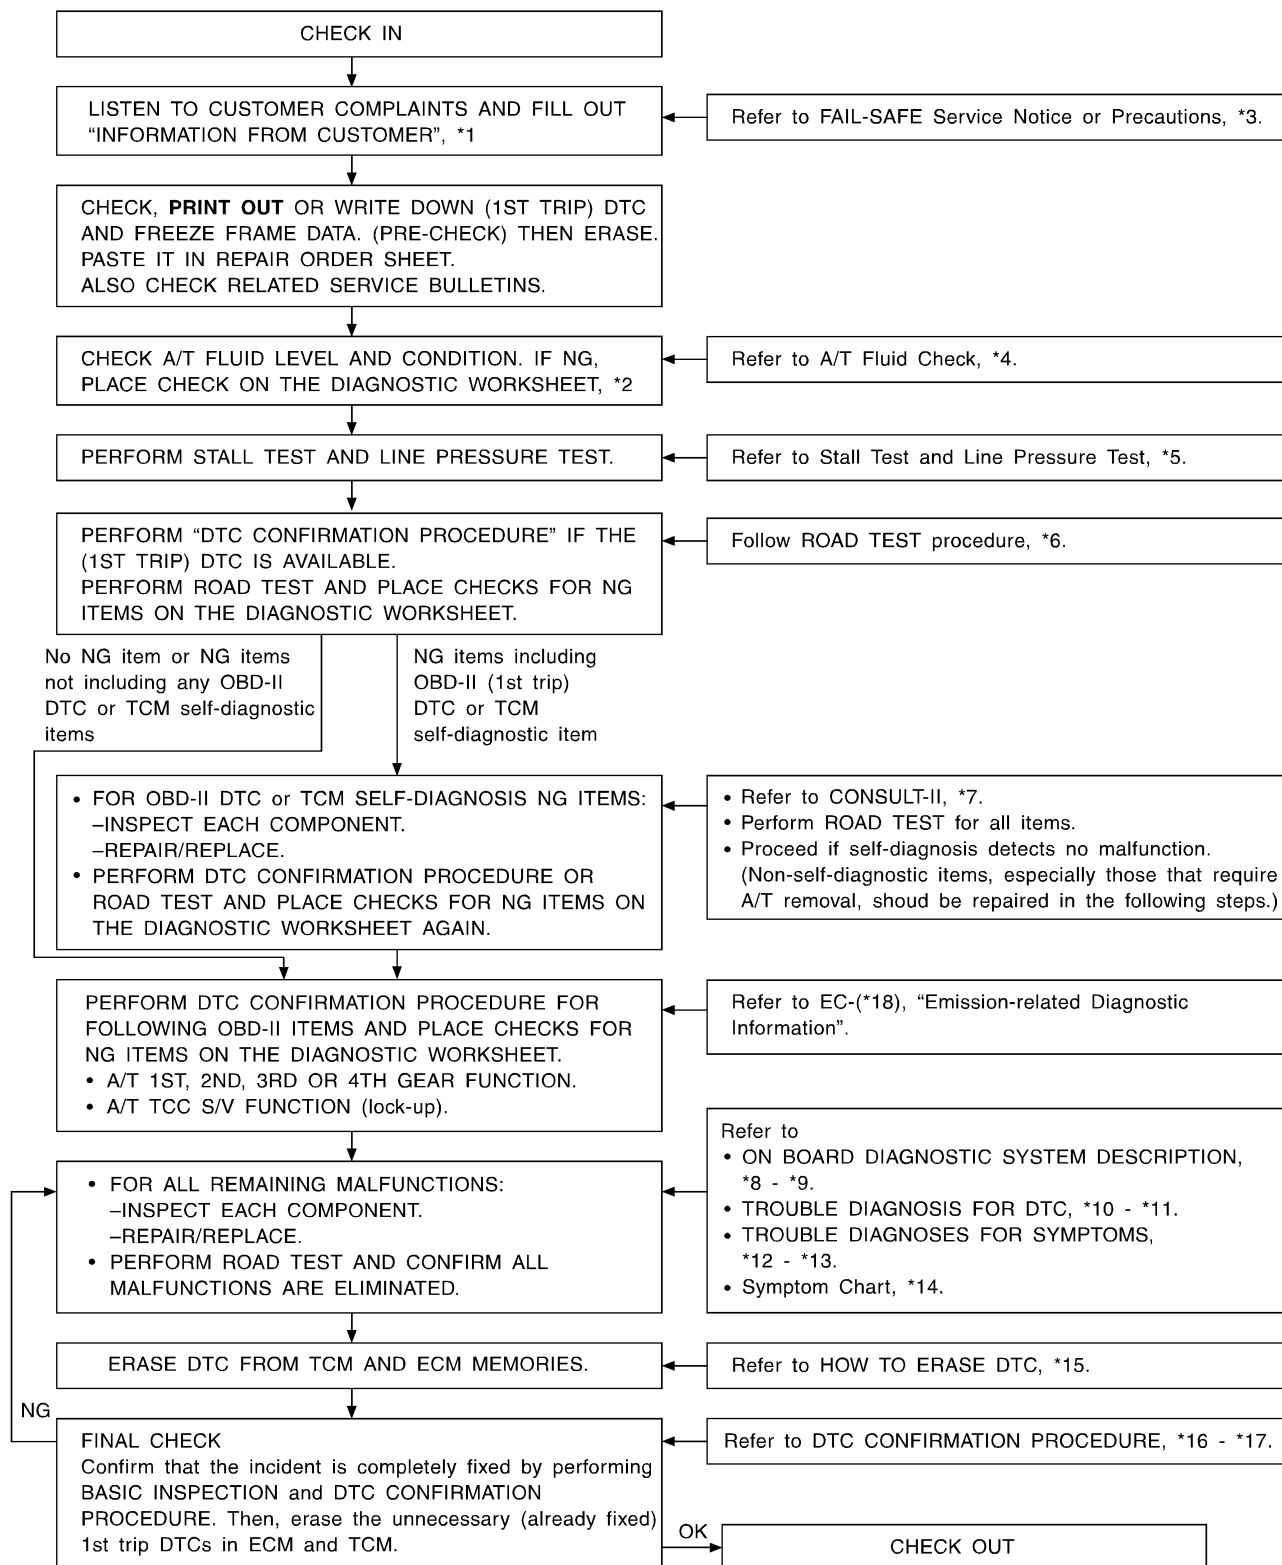 CHECK IN
LISTEN TO CUSTOMER COMPLAINTS AND FILL OUT
“INFORMATION FROM CUSTOMER”, *1
Refer to FAIL-SAFE Service Notice or Precautions, *3.
CHECK, PRINT OUT OR WRITE DOWN (1ST TRIP) DTC
AND FREEZE FRAME DATA. (PRE-CHECK) THEN ERASE.
PASTE IT IN REPAIR ORDER SHEET.
ALSO CHECK RELATED SERVICE BULLETINS.
CHECK A/T FLUID LEVEL AND CONDITION. IF NG,
PLACE CHECK ON THE DIAGNOSTIC WORKSHEET, *2
Refer to A/T Fluid Check, *4.
PERFORM STALL TEST AND LINE PRESSURE TEST.
Refer to Stall Test and Line Pressure Test, *5.
PERFORM “DTC CONFIRMATION PROCEDURE” IF THE
(1ST TRIP) DTC IS AVAILABLE.
PERFORM ROAD TEST AND PLACE CHECKS FOR NG
ITEMS ON THE DIAGNOSTIC WORKSHEET.
Follow ROAD TEST procedure, *6.
No NG item or NG items
not including any OBD-II
DTC or TCM self-diagnostic
items
NG items including
OBD-II (1st trip)
DTC or TCM
self-diagnostic item
• FOR OBD-II DTC or TCM SELF-DIAGNOSIS NG ITEMS:
–INSPECT EACH COMPONENT.
–REPAIR/REPLACE.
• PERFORM DTC CONFIRMATION PROCEDURE OR
ROAD TEST AND PLACE CHECKS FOR NG ITEMS ON
THE DIAGNOSTIC WORKSHEET AGAIN.
• Refer to CONSULT-II, *7.
• Perform ROAD TEST for all items.
• Proceed if self-diagnosis detects no malfunction.
(Non-self-diagnostic items, especially those that require
A/T removal, shoud be repaired in the following steps.)
PERFORM DTC CONFIRMATION PROCEDURE FOR
FOLLOWING OBD-II ITEMS AND PLACE CHECKS FOR
NG ITEMS ON THE DIAGNOSTIC WORKSHEET.
• A/T 1ST, 2ND, 3RD OR 4TH GEAR FUNCTION.
• A/T TCC S/V FUNCTION (lock-up).
Refer to EC-(*18), “Emission-related Diagnostic
Information”.
• FOR ALL REMAINING MALFUNCTIONS:
–INSPECT EACH COMPONENT.
–REPAIR/REPLACE.
• PERFORM ROAD TEST AND CONFIRM ALL
MALFUNCTIONS ARE ELIMINATED.
Refer to
• ON BOARD DIAGNOSTIC SYSTEM DESCRIPTION,
*8 - *9.
• TROUBLE DIAGNOSIS FOR DTC, *10 - *11.
• TROUBLE DIAGNOSES FOR SYMPTOMS,
*12 - *13.
• Symptom Chart, *14.
ERASE DTC FROM TCM AND ECM MEMORIES.
Refer to HOW TO ERASE DTC, *15.
NG
FINAL CHECK
Confirm that the incident is completely fixed by performing
BASIC INSPECTION and DTC CONFIRMATION
PROCEDURE. Then, erase the unnecessary (already fixed)
1st trip DTCs in ECM and TCM.
Refer to DTC CONFIRMATION PROCEDURE, *16 - *17.
OK
CHECK OUT